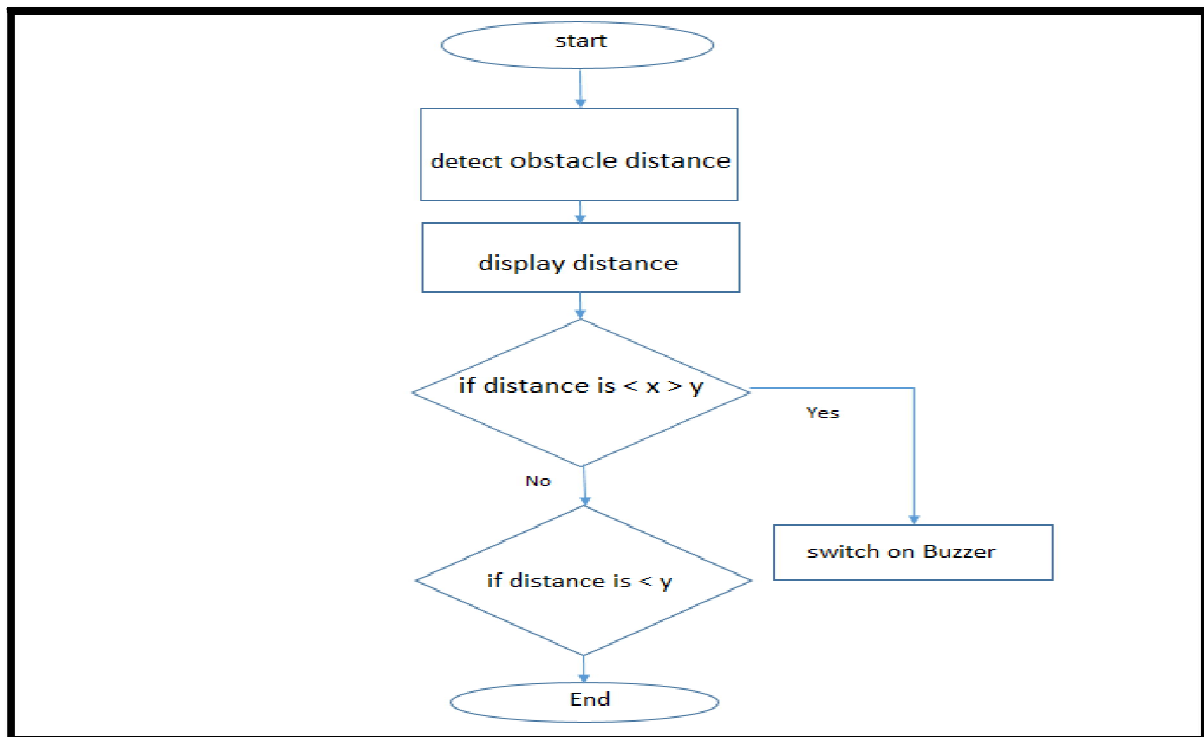 start
detect obstacle distance
display distance
if distance is < x > y
Yes
No
switch on Buzzer
if distance is < y
End